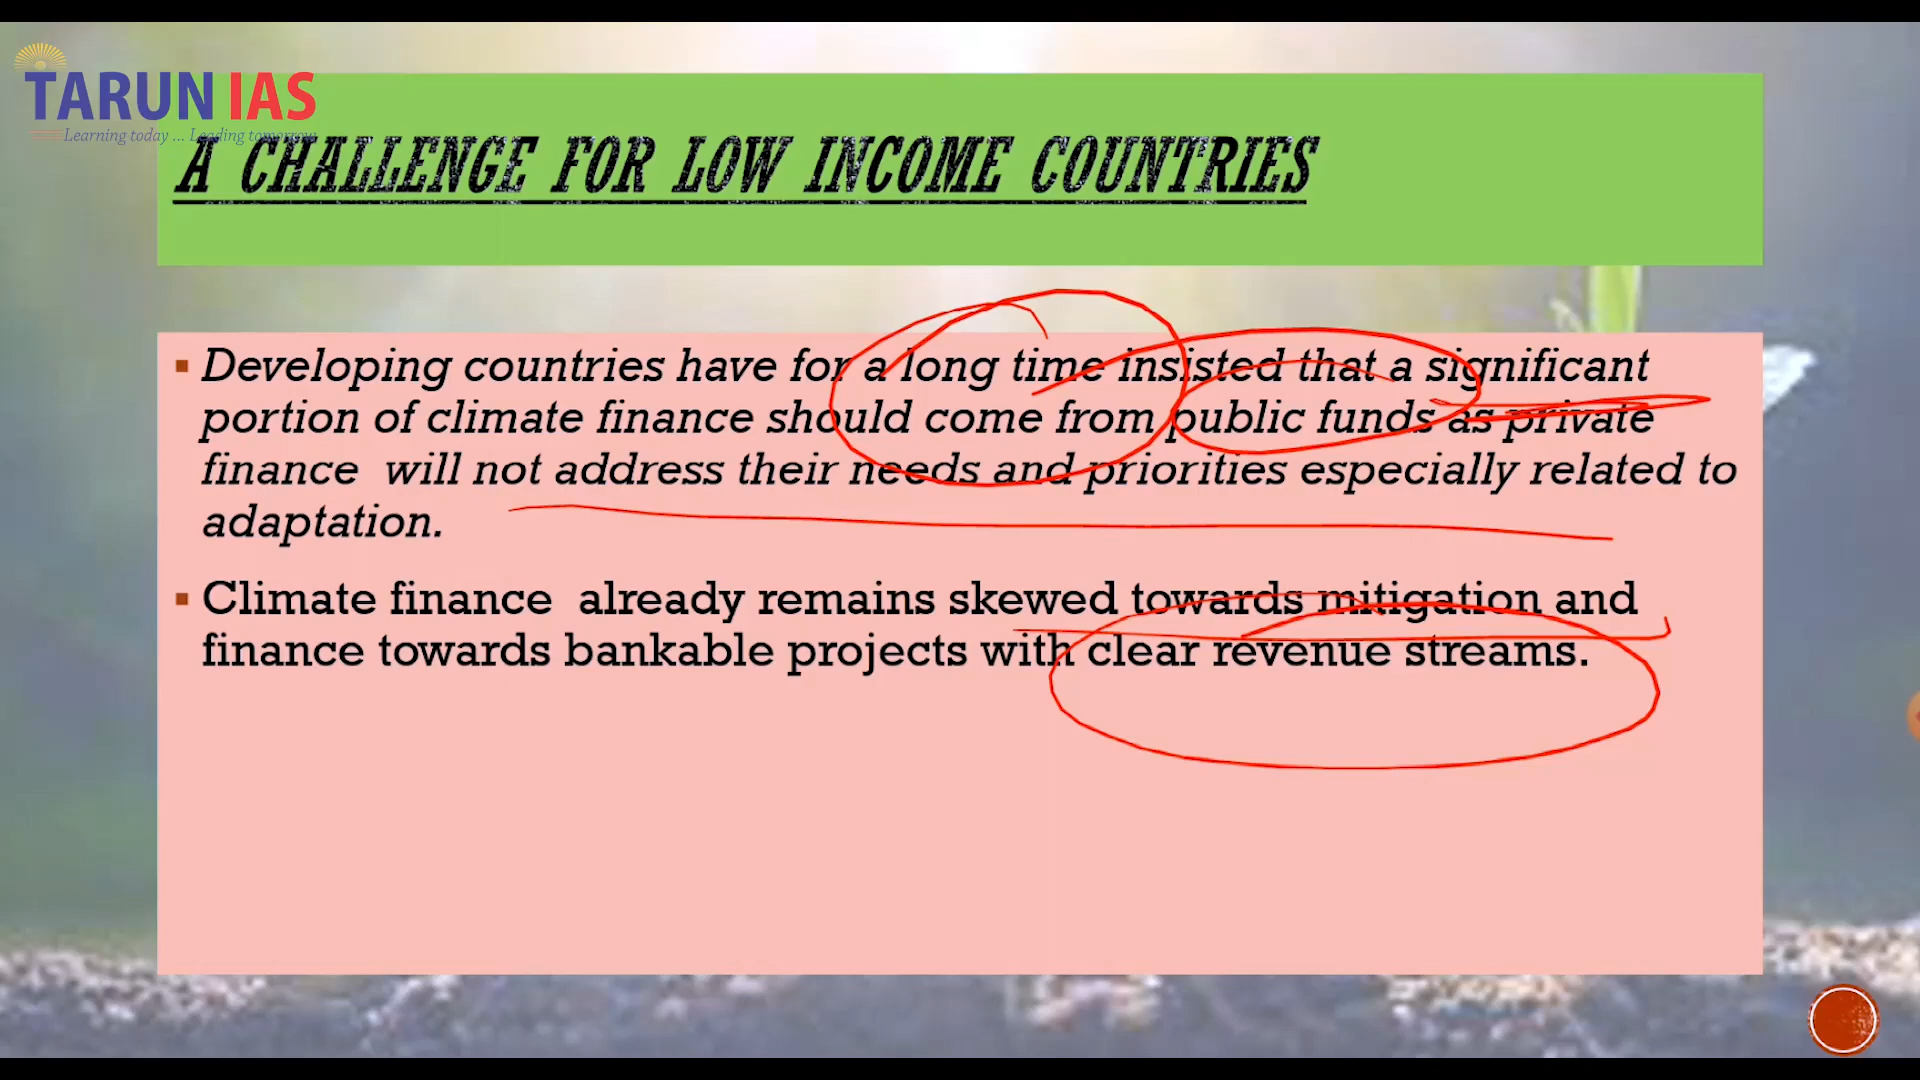 TARUN IAS
Learning today ... Leading tomorrow
A CHALLENGE FOR LOW INCOME COUNTRIES
Developing countries have for a long time insisted that a significant
portion of climate finance should come from public funds as private
finance will not address their needs and priorities especially related to
adaptation.
Climate finance already remains skewed towards mitigation and
finance towards bankable projects with clear revenue streams.